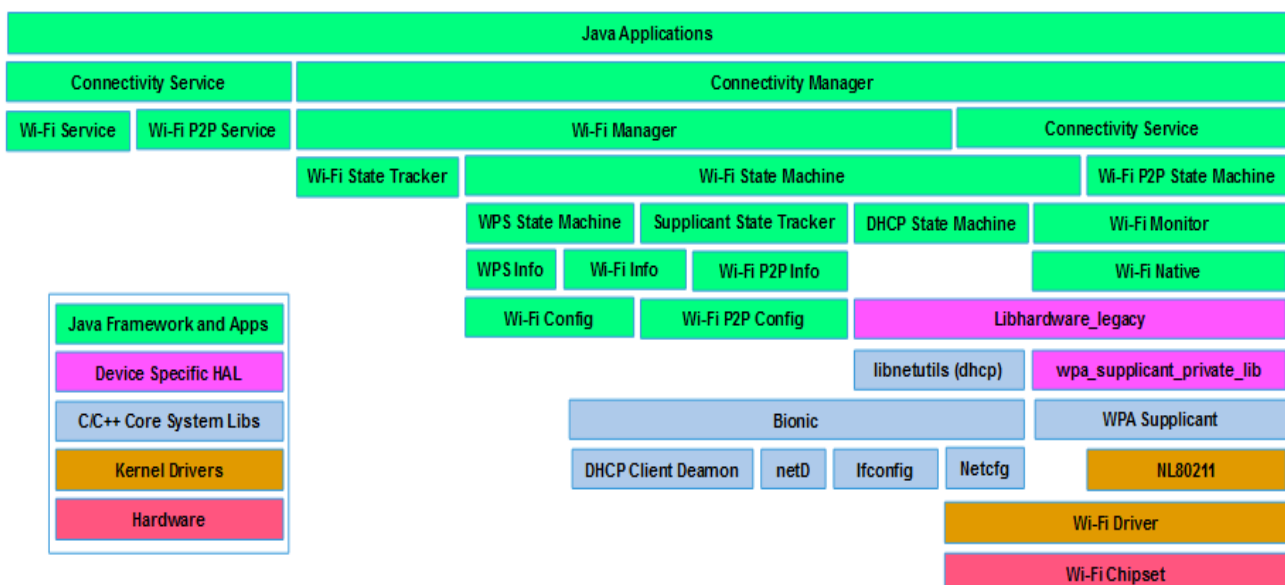 Java Applications
Connectivity Service
Connectivity Manager
Wi-Fi Service
Wi-Fi P2P Service
Wi-Fi Manager
Connectivity Service
Wi-Fi State Tracker
Wi-Fi State Machine
Wi-Fi P2P State Machine
WPS State Machine
Supplicant State Tracker
DHCP State Machine
Wi-Fi Monitor
WPS Info
Wi-Fi Info
Wi-Fi P2P Info
Wi-Fi Native
Wi-Fi Config
Wi-Fi P2P Config
Libhardware_legacy
libnetutils (dhcp)
wpa_supplicant_private_lib
Bionic
WPA Supplicant
DHCP Client Deamon
netD
Ifconfig
Netcfg
NL80211
Wi-Fi Driver
Wi-Fi Chipset
Java Framework and Apps
Device Specific HAL
C/C++ Core System Libs
Kernel Drivers
Hardware